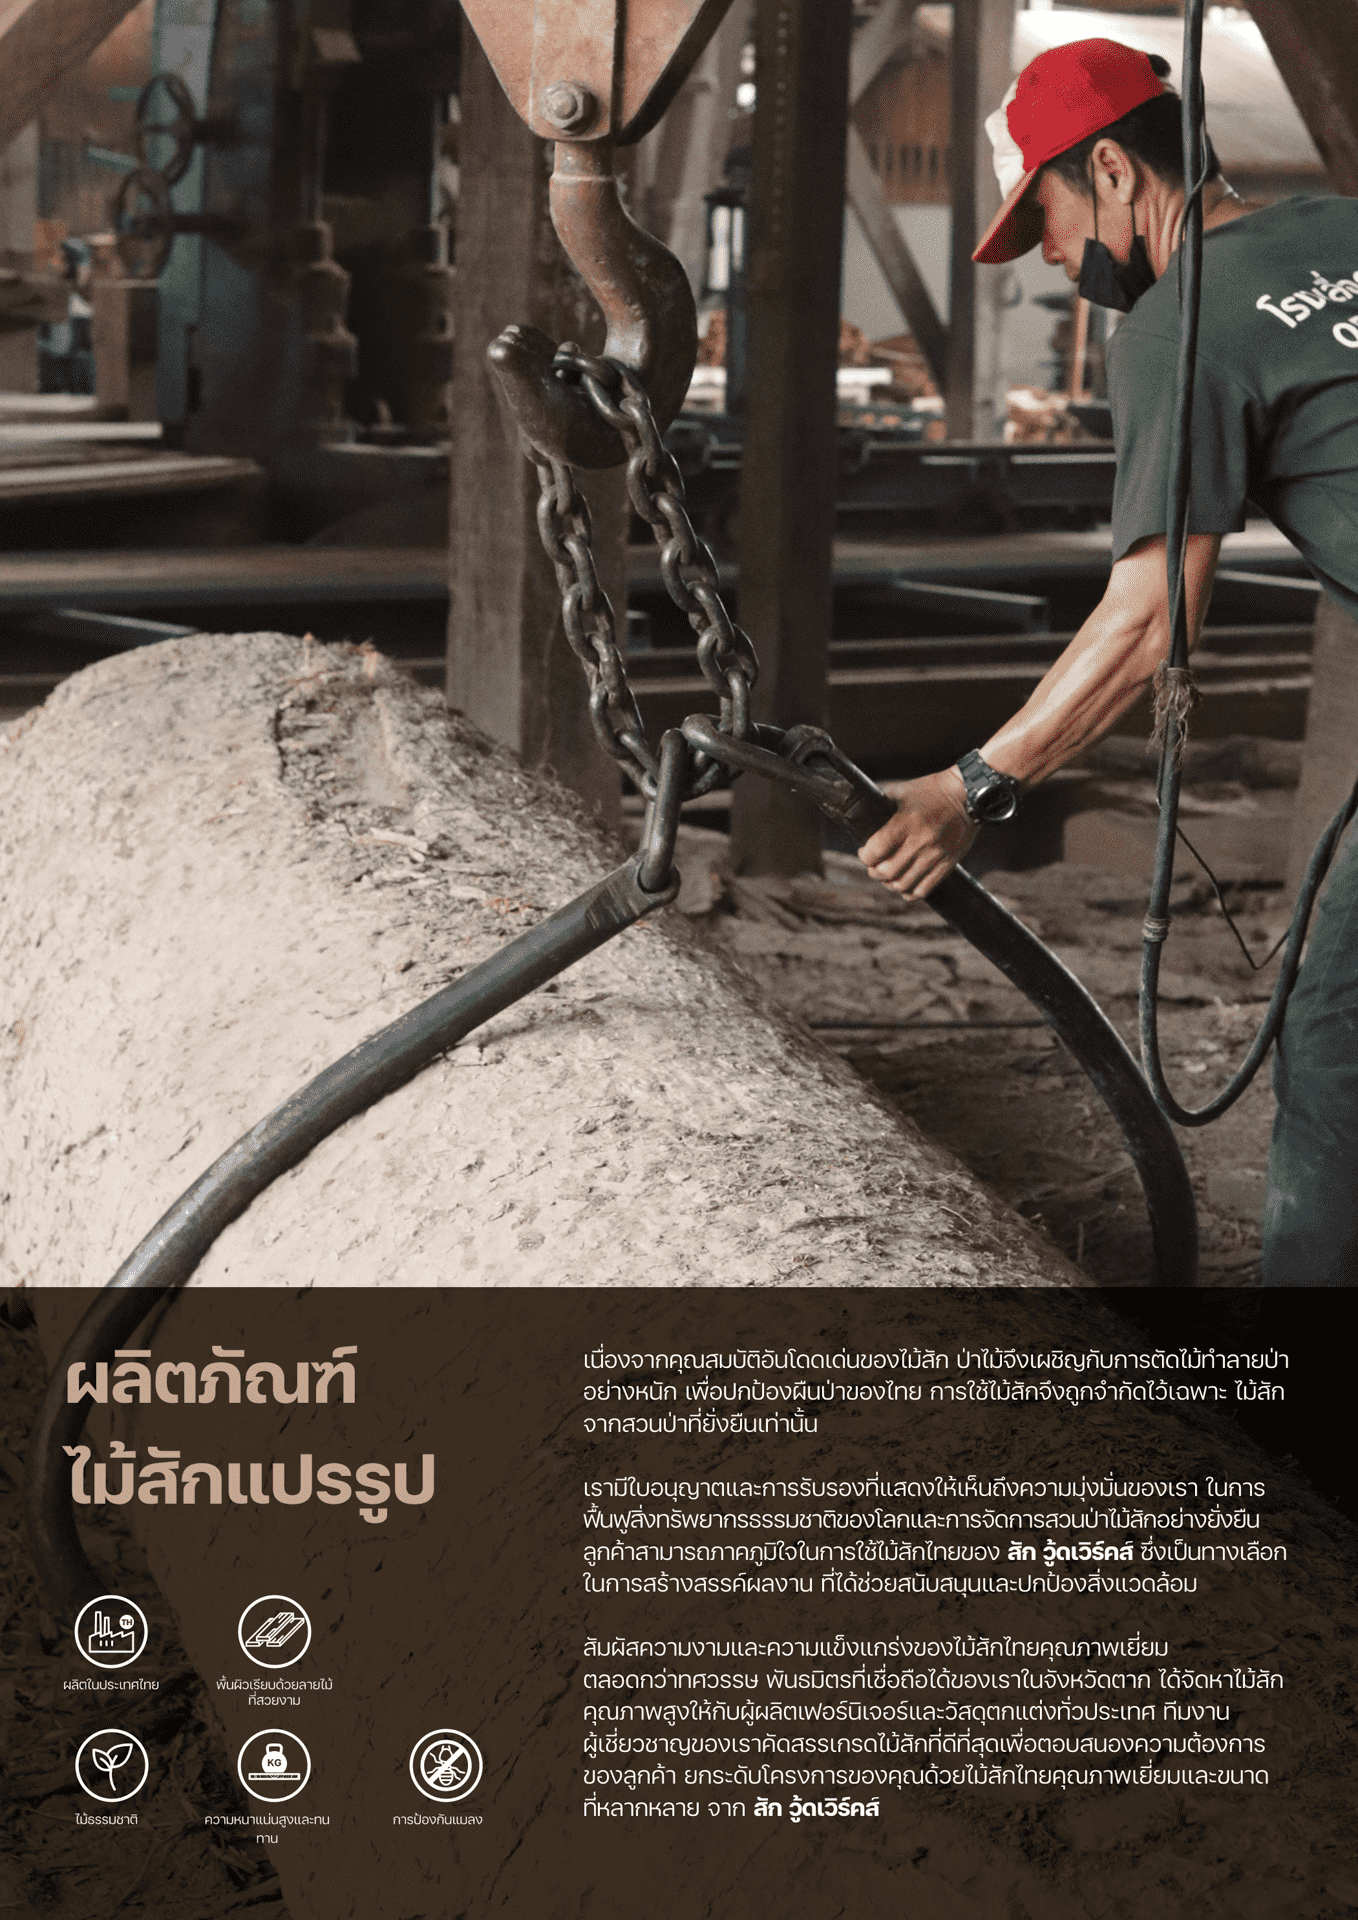 โรงเลื่อย
ผลิตภัณฑ์
ไม้สักแปรรูป
TH
ผลิตในประเทศไทย
พื้นผิวเรียบด้วยลายไม้
ที่สวยงาม
ไม้ธรรมชาติ
KG
ความหนาแน่นสูงและทน
ทาน
การป้องกันแมลง
เนื่องจากคุณสมบัติอันโดดเด่นของไม้สัก ป่าไม้จึงเผชิญกับการตัดไม้ทำลายป่า
อย่างหนัก เพื่อปกป้องผืนป่าของไทย การใช้ไม้สักจึงถูกจำกัดไว้เฉพาะ ไม้สัก
จากสวนป่าที่ยั่งยืนเท่านั้น
เรามีใบอนุญาตและการรับรองที่แสดงให้เห็นถึงความมุ่งมั่นของเรา ในการ
ฟื้นฟูสิ่งทรัพยากรธรรมชาติของโลกและการจัดการสวนป่าไม้สักอย่างยั่งยืน
ลูกค้าสามารถภาคภูมิใจในการใช้ไม้สักไทยของ สัก วู้ดเวิร์คส์ ซึ่งเป็นทางเลือก
ในการสร้างสรรค์ผลงาน ที่ได้ช่วยสนับสนุนและปกป้องสิ่งแวดล้อม
สัมผัสความงามและความแข็งแกร่งของไม้สักไทยคุณภาพเยี่ยม
ตลอดกว่าทศวรรษ พันธมิตรที่เชื่อถือได้ของเราในจังหวัดตาก ได้จัดหาไม้สัก
คุณภาพสูงให้กับผู้ผลิตเฟอร์นิเจอร์และวัสดุตกแต่งทั่วประเทศ ทีมงาน
ผู้เชี่ยวชาญของเราคัดสรรเกรดไม้สักที่ดีที่สุดเพื่อตอบสนองความต้องการ
ของลูกค้า ยกระดับโครงการของคุณด้วยไม้สักไทยคุณภาพเยี่ยมและขนาด
ที่หลากหลาย จาก สัก วู้ดเวิร์คส์